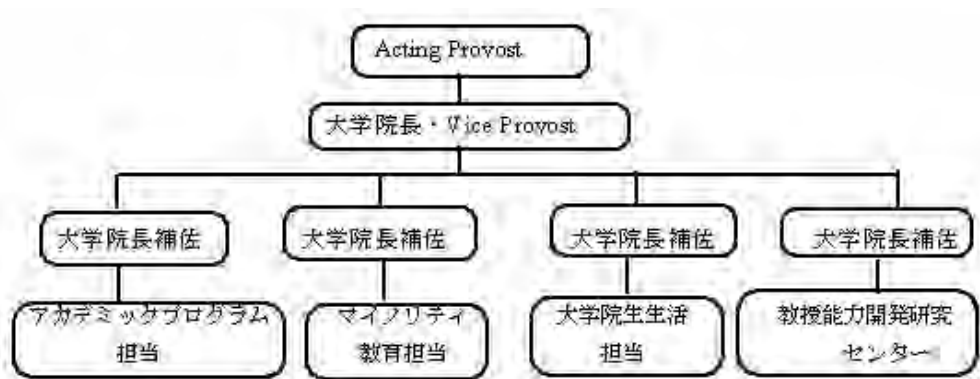 Acting Provost
大学院長・Vice Provost
大学院長補佐
大学院長補佐
大学院長補佐
大学院長補佐
アカデミックプログラム
担当
マイノリティ
教育担当
大学院生生活
担当
教授能力開発研究
センター